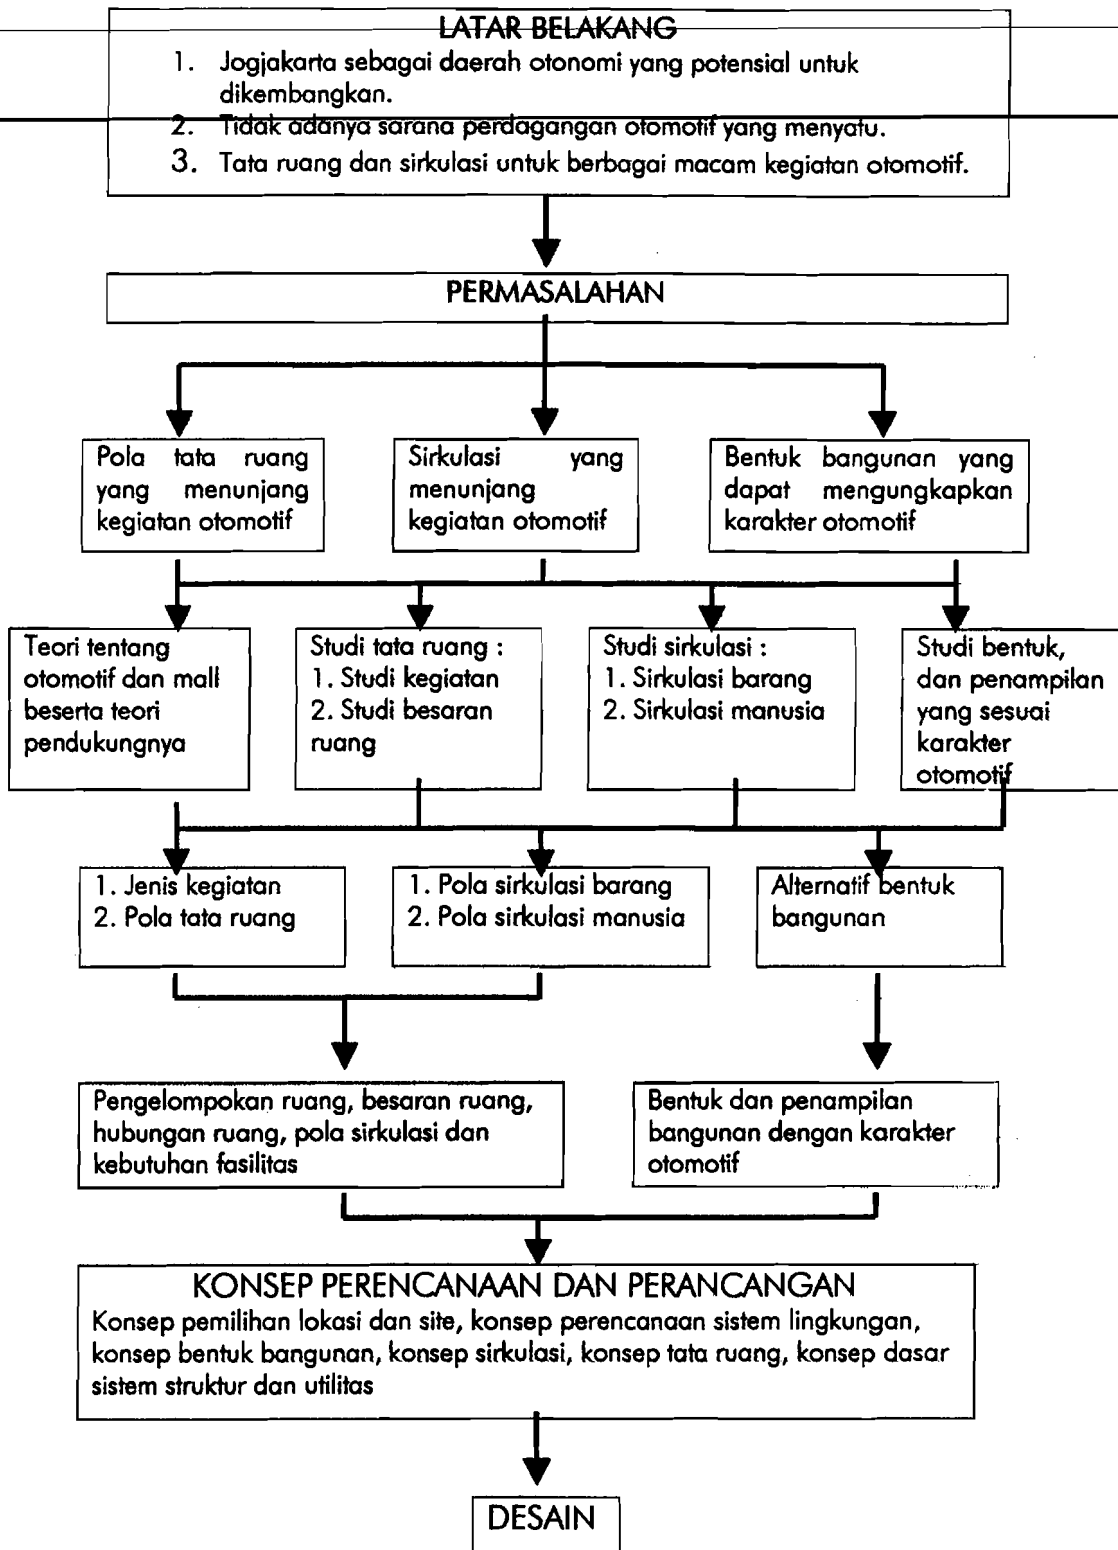 LATAR BELAKANG
1. Jogjakarta sebagai daerah otonomi yang potensial untuk
dikembangkan.
2. Tidak adanya sarana perdagangan otomotif yang menyatu.
3. Tata ruang dan sirkulasi untuk berbagai macam kegiatan otomotif.
PERMASALAHAN
Pola tata ruang
yang menunjang
kegiatan otomotif
Sirkulasi yang
menunjang
kegiatan otomotif
Bentuk bangunan yang
dapat mengungkapkan
karakter otomotif
Teori tentang
otomotif dan mall
beserta teori
pendukungnya
Studi tata ruang :
1. Studi kegiatan
2. Studi besaran
ruang
Studi sirkulasi :
1. Sirkulasi barang
2. Sirkulasi manusia
Studi bentuk,
dan penampilan
yang sesuai
karakter
otomotif
1. Jenis kegiatan
2. Pola tata ruang
1. Pola sirkulasi barang
2. Pola sirkulasi manusia
Alternatif bentuk
bangunan
Pengelompokan ruang, besaran ruang,
hubungan ruang, pola sirkulasi dan
kebutuhan fasilitas
Bentuk dan penampilan
bangunan dengan karakter
otomotif
KONSEP PERENCANAAN DAN PERANCANGAN
Konsep pemilihan lokasi dan site, konsep perencanaan sistem lingkungan,
konsep bentuk bangunan, konsep sirkulasi, konsep tata ruang, konsep dasar
sistem struktur dan utilitas
DESAIN